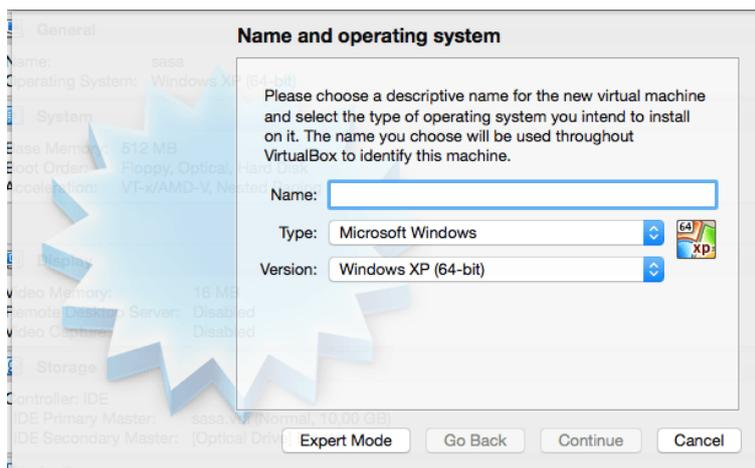 General
Name and operating system
Name: sasa
Operating System: Windows XP (64-bit)
Please choose a descriptive name for the new virtual machine
and select the type of operating system you intend to install
on it. The name you choose will be used throughout
VirtualBox to identify this machine.
System
Base Memory: 512 MB
Boot Order: Floppy, Optical, Hard Disk
Acceleration: VT-x/AMD-V, Nested Paging
Name:
Type: Microsoft Windows
64
xp
Version: Windows XP (64-bit)
Display
Video Memory: 16 MB
Remote Desktop Server: Disabled
Video Capture: Disabled
Storage
Controller: IDE
IDE Primary Master: sasa.vdi (Normal, 10,00 GB)
IDE Secondary Master: [Optical Drive]
Expert Mode
Go Back
Continue
Cancel